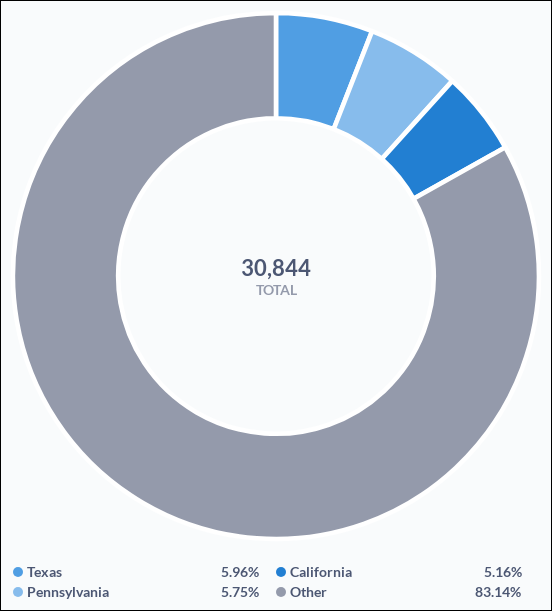 30,844
TOTAL
Texas 5.96% California 5.16%
Pennsylvania 5.75% Other 83.14%